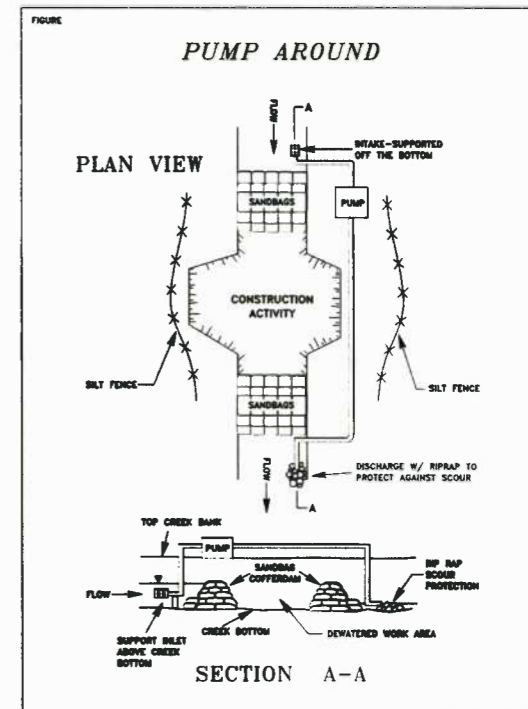 FIGURE
PUMP AROUND
FLOW
A
INTAKE-SUPPORTED
OFF THE BOTTOM
PLAN VIEW
SANDBAGS
PUMP
CONSTRUCTION
ACTIVITY
SILT FENCE
SILT FENCE
SANDBAGS
FLOW
DISCHARGE W/ RIPRAP TO
PROTECT AGAINST SCOUR
A
TOP CREEK BANK
PUMP
SANDBAG
COFFERDAM
RIP RAP
SCOUR
PROTECTION
FLOW
SUPPORT INLET
ABOVE CREEK
BOTTOM
CREEK BOTTOM
DEWATERED WORK AREA
SECTION A-A